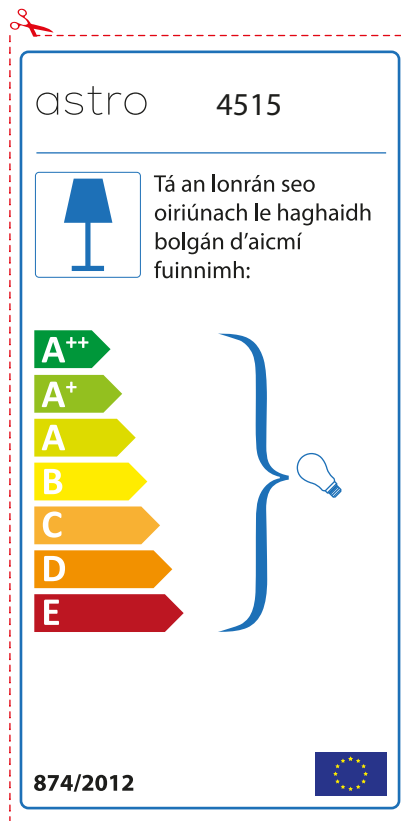 astro 4515
Tá an lonrán seo
oiriúnach le haghaidh
bolgán d'aicmí
fuinnimh:
A++
A+
A
B
C
D
E
874/2012